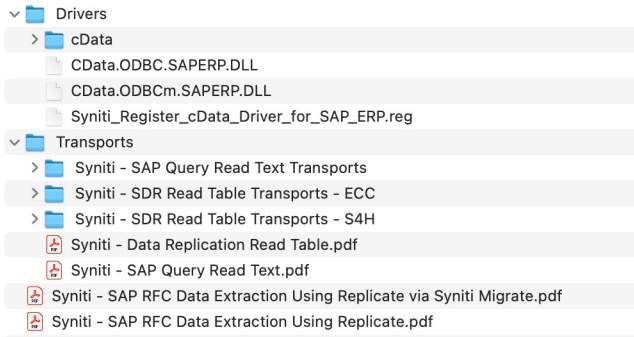 Drivers
cData
CData.ODBC.SAPERP.DLL
CData.ODBCm.SAPERP.DLL
Syniti_Register_cData_Driver_for_SAP_ERP.reg
Transports
Syniti - SAP Query Read Text Transports
Syniti - SDR Read Table Transports - ECC
Syniti - SDR Read Table Transports - S4H
Syniti - Data Replication Read Table.pdf
Syniti - SAP Query Read Text.pdf
Syniti - SAP RFC Data Extraction Using Replicate via Syniti Migrate.pdf
Syniti - SAP RFC Data Extraction Using Replicate.pdf